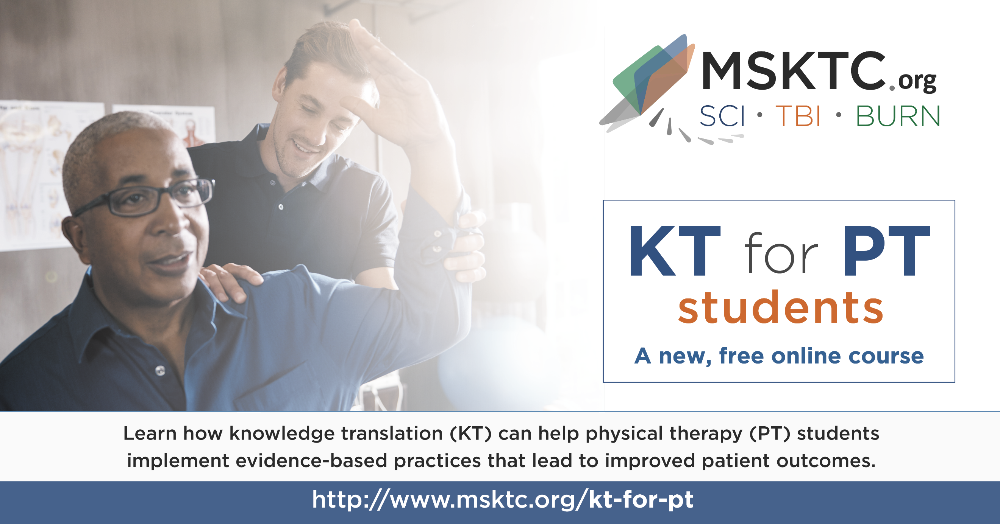 MSKTC.org
SCI • TBI • BURN
KT for PT
students
A new, free online course
Learn how knowledge translation (KT) can help physical therapy (PT) students
implement evidence-based practices that lead to improved patient outcomes.
http://www.msktc.org/kt-for-pt